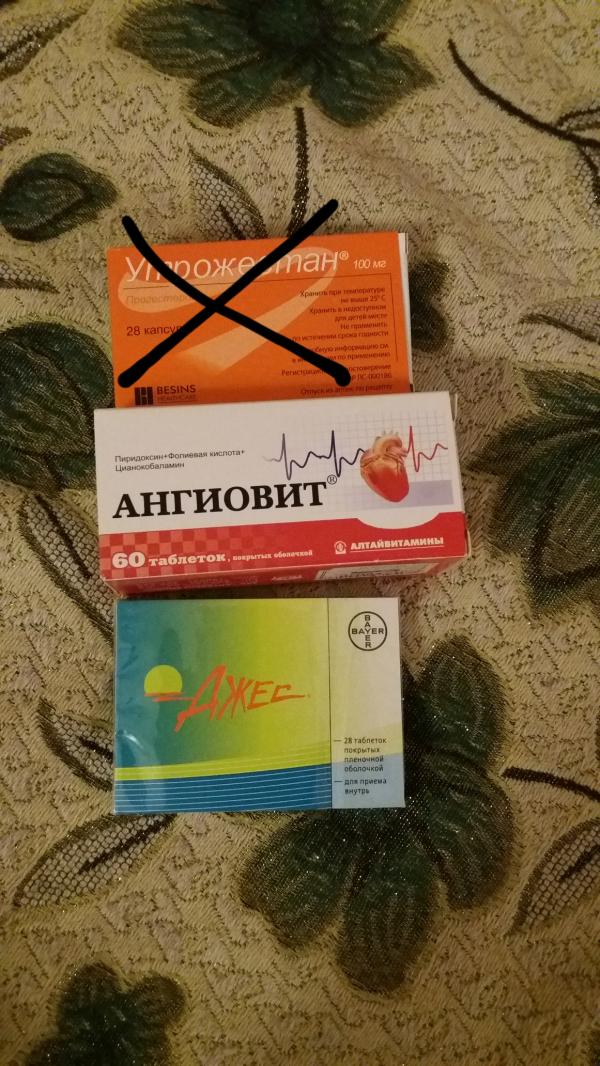 Утрожестан® 100 мг
Хранить при температуре
не выше 25°С
Хранить в недоступном
для детей месте
Не применять
по истечении срока годности
28 капсул
BESINS
HEALTHCARE
Отпуск из аптек по рецепту
Пиридоксин+Фолиевая кислота+
Цианокобаламин
АНГИОВИТ®
60 таблеток, покрытых оболочкой
АЛТАЙВИТАМИНЫ
BAYER
BAYER
Джес®
28 таблеток
покрытых
пленочной
оболочкой
для приема
внутрь